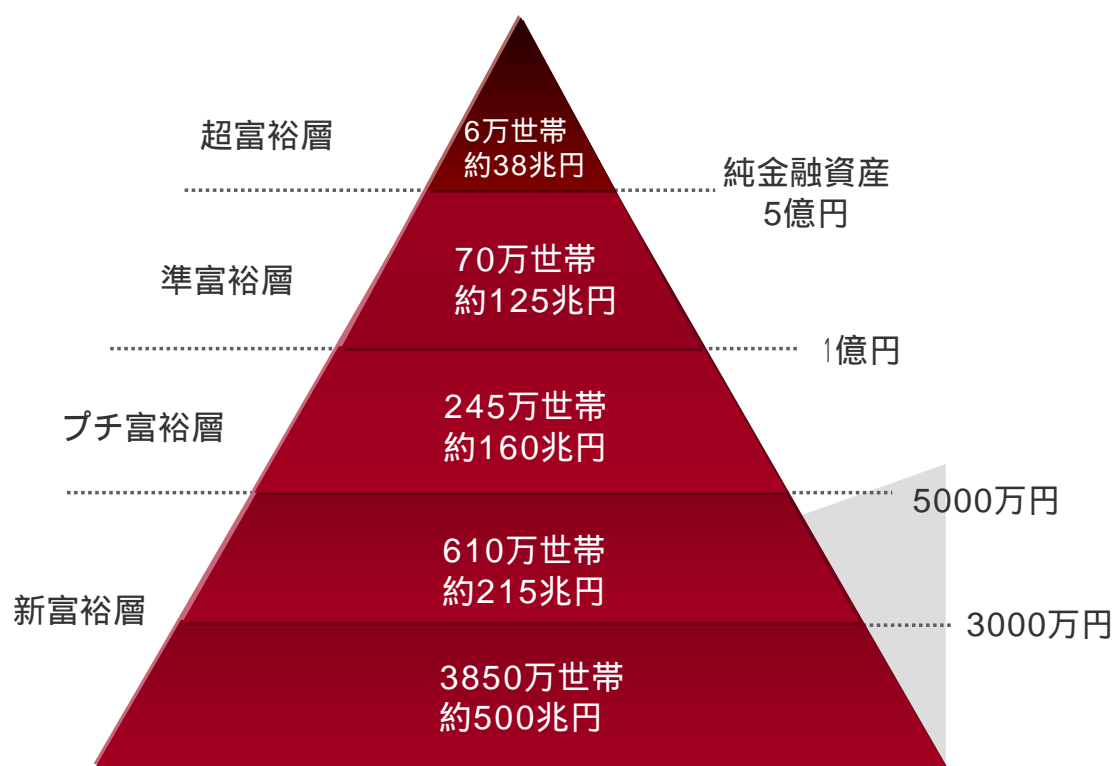 超富裕層
6万世帯
約38兆円
純金融資産
5億円
準富裕層
70万世帯
約125兆円
1億円
プチ富裕層
245万世帯
約160兆円
5000万円
新富裕層
610万世帯
約215兆円
3000万円
3850万世帯
約500兆円